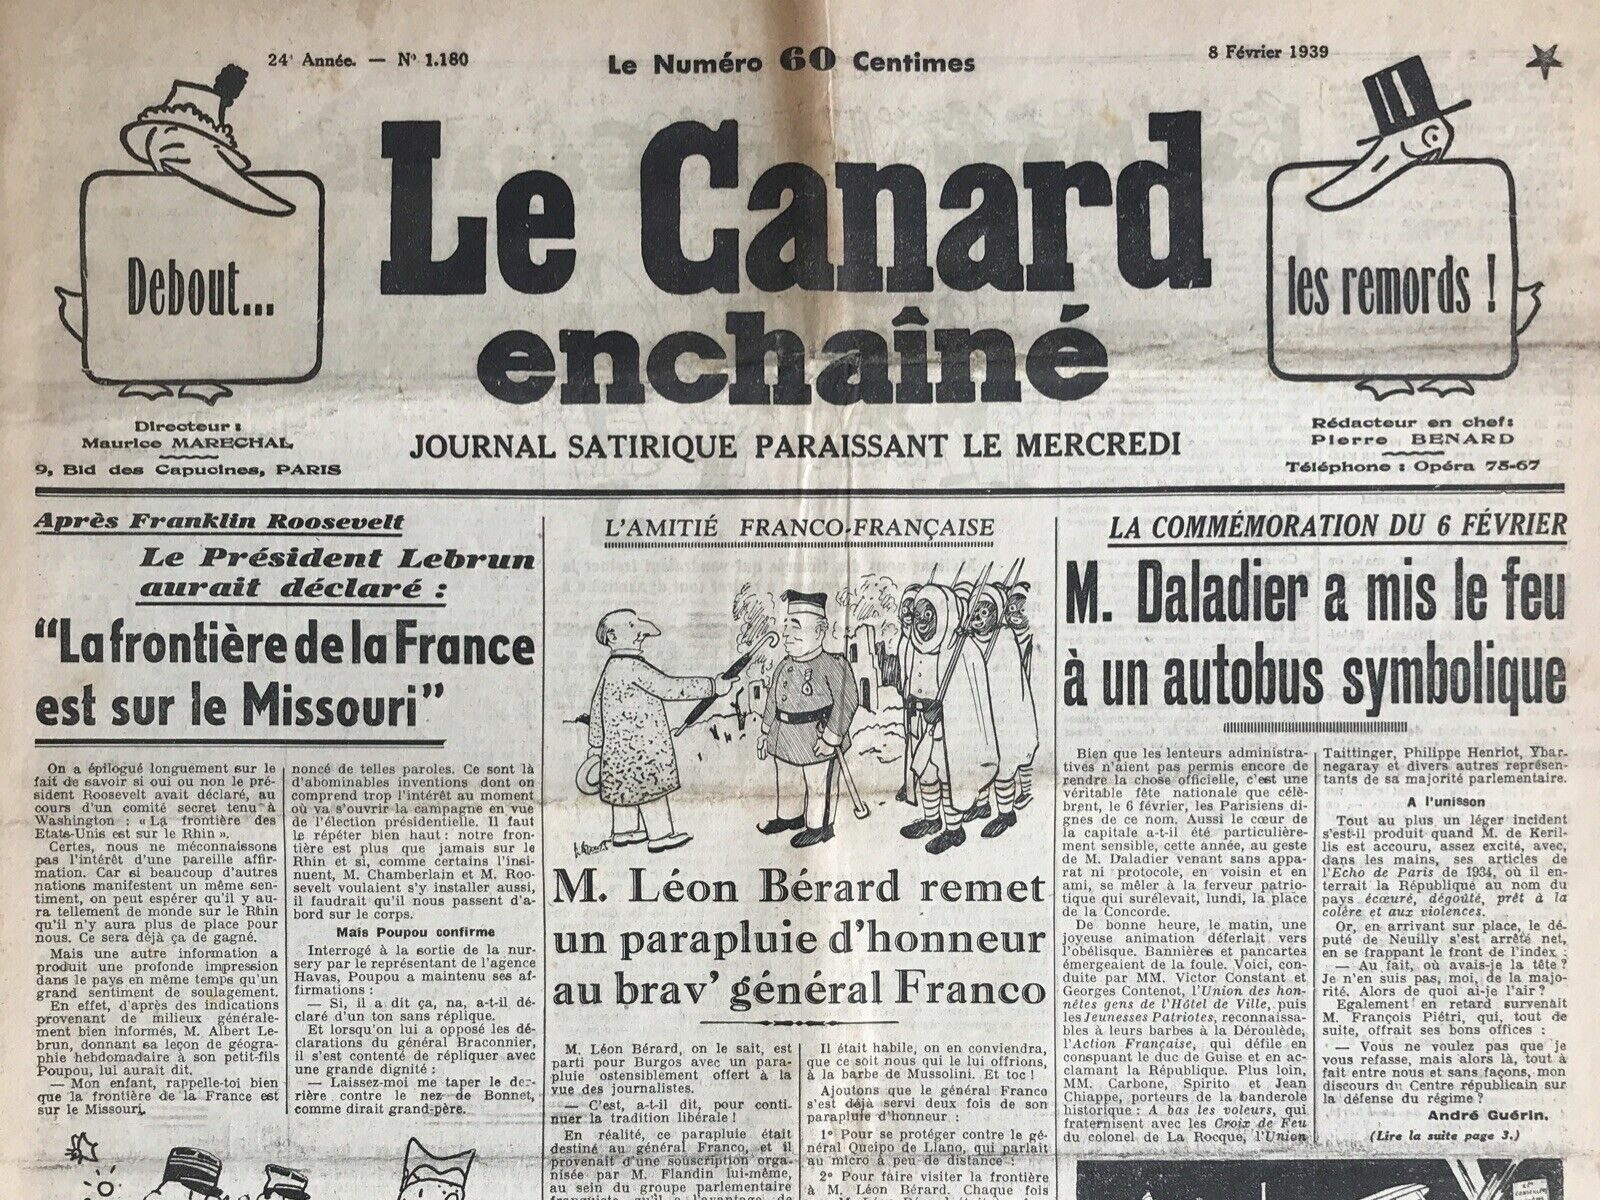 24e Année. — N° 1.180
Le Numéro 60 Centimes
8 Février 1939
Debout...
Le Canard
enchaîné
les remords !
Directeur :
Maurice MARECHAL
9, Bld des Capucines, PARIS
JOURNAL SATIRIQUE PARAISSANT LE MERCREDI
Rédacteur en chef :
Pierre BENARD
Téléphone : Opéra 75-67
Après Franklin Roosevelt
Le Président Lebrun
aurait déclaré :
"La frontière de la France
est sur le Missouri"
On a épilogué longuement sur le
fait de savoir si oui ou non le pré-
sident Roosevelt avait déclaré, au
cours d'un comité secret tenu à
Washington : « La frontière des
Etats-Unis est sur le Rhin ».
Certes, nous ne méconnaissons
pas l'intérêt d'une pareille affir-
mation. Car si beaucoup d'autres
nations manifestent un même sen-
timent, on peut espérer qu'il y au-
ra tellement de monde sur le Rhin
qu'il n'y aura plus de place pour
nous. Ce sera déjà ça de gagné.
Mais une autre information a
produit une profonde impression
dans le pays en même temps qu'un
grand sentiment de soulagement.
En effet, d'après des indications
provenant de milieux générale-
ment bien informés, M. Albert Le-
brun, donnant sa leçon de géogra-
phie hebdomadaire à son petit-fils
Poupou, lui aurait dit.
— Mon enfant, rappelle-toi bien
que la frontière de la France est
sur le Missouri.
noncé de telles paroles. Ce sont là
d'abominables inventions dont on
comprend trop l'intérêt au moment
où va s'ouvrir la campagne en vue
de l'élection présidentielle. Il faut
le répéter bien haut : notre fron-
tière est plus que jamais sur le
Rhin et si, comme certains l'insi-
nuent, M. Chamberlain et M. Roo-
sevelt voulaient s'y installer aussi,
il faudrait qu'il nous passent d'a-
bord sur le corps.
Mais Poupou confirme
Interrogé à la sortie de la nur-
sery par le représentant de l'agence
Havas, Poupou a maintenu ses af-
firmations :
— Si, il a dit ça, na, a-t-il dé-
claré d'un ton sans réplique.
Et lorsqu'on lui a opposé les dé-
clarations du général Braconnier,
il s'est contenté de répliquer avec
une grande dignité :
— Laissez-moi me taper le der-
rière contre le nez de Bonnet,
comme dirait grand-père.
L'AMITIÉ FRANCO-FRANÇAISE
M. Léon Bérard remet
un parapluie d'honneur
au brav' général Franco
M. Léon Bérard, on le sait, est
parti pour Burgos avec un para-
pluie ostensiblement offert à la
vue des journalistes.
— C'est, a-t-il dit, pour conti-
nuer la tradition libérale !
En réalité, ce parapluie était
destiné au général Franco, et il
provenait d'une souscription orga-
nisée par M. Flandin lui-même,
au sein du groupe parlementaire
Il était habile, on en conviendra,
que ce soit nous qui le lui offrions,
à la barbe de Mussolini. Et toc !
Ajoutons que le général Franco
s'est déjà servi deux fois de son
parapluie d'honneur :
1° Pour se protéger contre le gé-
néral Queipo de Llano, qui parlait
au micro à peu de distance ;
2° Pour faire visiter la frontière
à M. Léon Bérard. Chaque fois
LA COMMÉMORATION DU 6 FÉVRIER
M. Daladier a mis le feu
à un autobus symbolique
Bien que les lenteurs administra-
tives n'aient pas permis encore de
rendre la chose officielle, c'est une
véritable fête nationale que célè-
brent, le 6 février, les Parisiens di-
gnes de ce nom. Aussi le cœur de
la capitale a-t-il été particulière-
ment sensible, cette année, au geste
de M. Daladier venant sans appa-
rat ni protocole, en voisin et en
ami, se mêler à la ferveur patrio-
tique qui surélevait, lundi, la place
de la Concorde.
De bonne heure, le matin, une
joyeuse animation déferlait vers
l'obélisque. Bannières et pancartes
émergeaient de la foule. Voici, con-
duite par MM. Victor Constant et
Georges Contenot, l'Union des hon-
nêtes gens de l'Hôtel de Ville, puis
les Jeunesses Patriotes, reconnaissa-
bles à leurs barbes à la Déroulède,
l'Action Française, qui défile en
conspuant le duc de Guise et en ac-
clamant la République. Plus loin,
MM. Carbone, Spirito et Jean
Chiappe, porteurs de la banderole
historique : A bas les voleurs, qui
fraternisent avec les Croix de Feu
du colonel de La Rocque, l'Union
Taittinger, Philippe Henriot, Ybar-
negaray et divers autres représen-
tants de sa majorité parlementaire.
A l'unisson
Tout au plus un léger incident
s'est-il produit quand M. de Keril-
lis est accouru, assez excité, avec,
dans les mains, ses articles de
l'Echo de Paris de 1934, où il en-
terrait la République au nom du
pays écœuré, dégoûté, prêt à la
colère et aux violences.
Or, en arrivant sur place, le dé-
puté de Neuilly s'est arrêté net,
en se frappant le front de l'index :
— Au fait, où avais-je la tête ?
Je n'en suis pas, moi, de la majo-
rité. Alors de quoi ai-je l'air ?
Egalement en retard survenait
M. François Piétri, qui, tout de
suite, offrait ses bons offices :
— Vous ne voulez pas que je
vous refasse, mais alors là, tout à
fait entre nous et sans façons, mon
discours du Centre républicain sur
la défense du régime ?
André Guérin.
(Lire la suite page 3.)